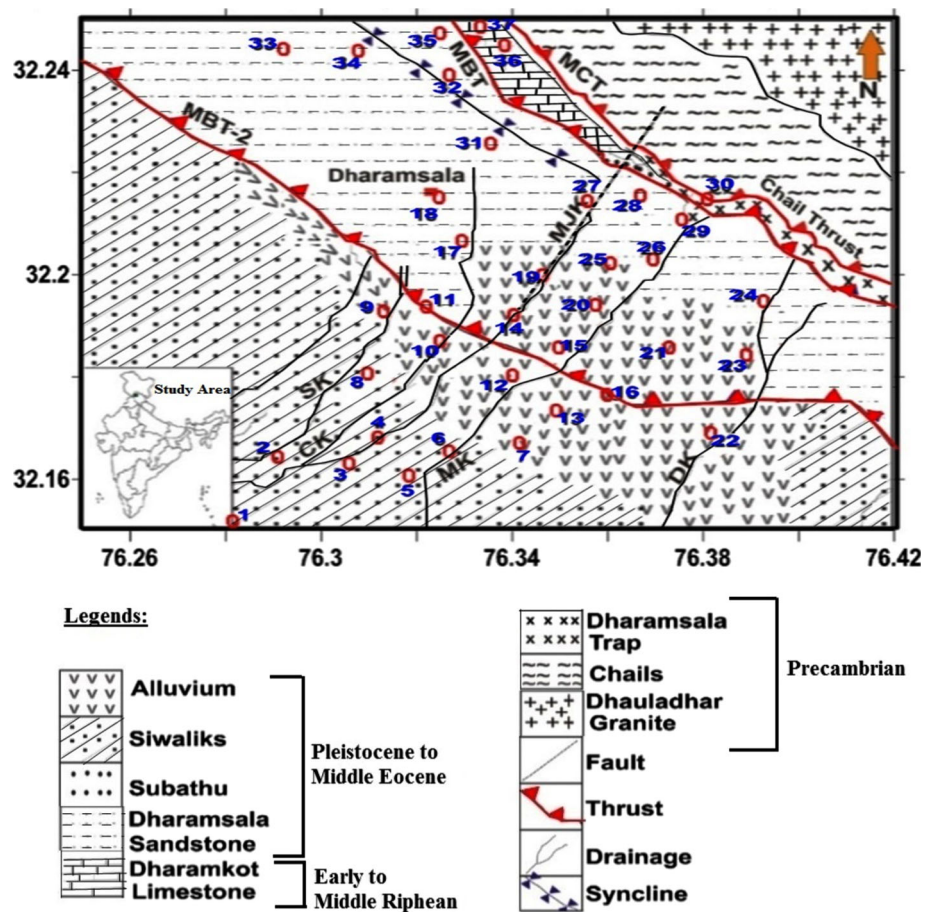 37
33
35
34
MBT
36
MCT
N
32.24
32
MBT-2
31
Dharamsala
27
30
Chail Thrust
18
28
MJK
29
17
26
25
32.2
19
24
9
11
20
14
15
10
21
23
8
12
16
Study Area
SK
13
4
6
22
2
CK
7
MK
3
DK
32.16
5
1
76.26
76.3
76.34
76.38
76.42
Legends:
Alluvium
Siwaliks
Subathu
Dharamsala
Sandstone
Pleistocene to
Middle Eocene
Dharamkot
Limestone
Early to
Middle Riphean
Dharamsala
Trap
Chails
Dhauladhar
Granite
Precambrian
Fault
Thrust
Drainage
Syncline